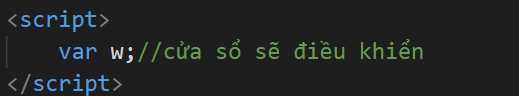 <script>
var w;//cửa sổ sẽ điều khiển
</script>